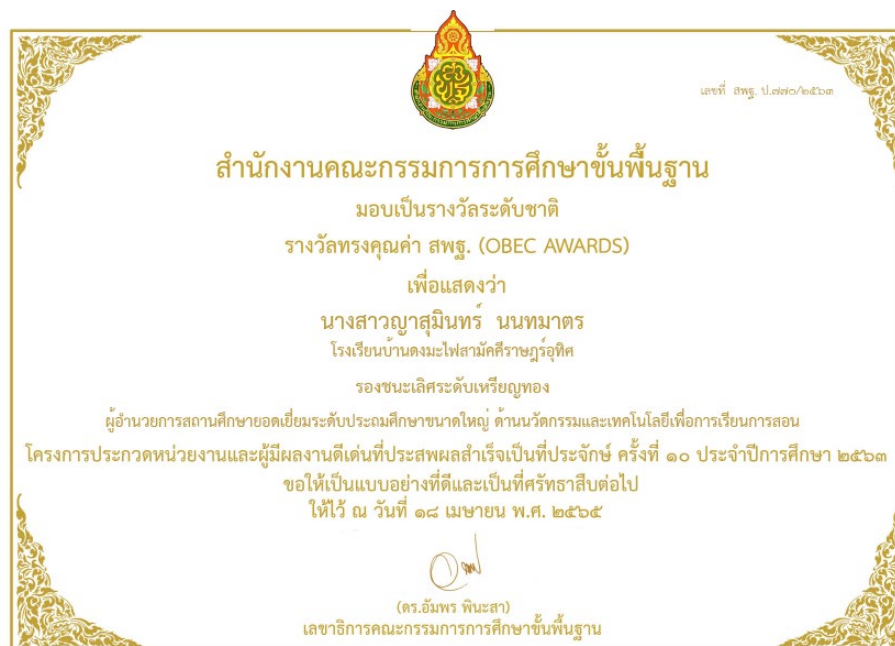 เลขที่ สพฐ. ป.๗๗๐/๒๕๖๓
สำนักงานคณะกรรมการการศึกษาขั้นพื้นฐาน
มอบเป็นรางวัลระดับชาติ
รางวัลทรงคุณค่า สพฐ. (OBEC AWARDS)
เพื่อแสดงว่า
นางสาวญาสุมินทร์ นนทมาตร
โรงเรียนบ้านดงมะไฟสามัคคีราษฎร์อุทิศ
รองชนะเลิศระดับเหรียญทอง
ผู้อำนวยการสถานศึกษายอดเยี่ยมระดับประถมศึกษาขนาดใหญ่ ด้านนวัตกรรมและเทคโนโลยีเพื่อการเรียนการสอน
โครงการประกวดหน่วยงานและผู้มีผลงานดีเด่นที่ประสพผลสำเร็จเป็นที่ประจักษ์ ครั้งที่ ๑๐ ประจำปีการศึกษา ๒๕๖๓
ขอให้เป็นแบบอย่างที่ดีและเป็นที่ศรัทธาสืบต่อไป
ให้ไว้ ณ วันที่ ๑๘ เมษายน พ.ศ. ๒๕๖๕
(ดร.อัมพร พินะสา)
เลขาธิการคณะกรรมการการศึกษาขั้นพื้นฐาน